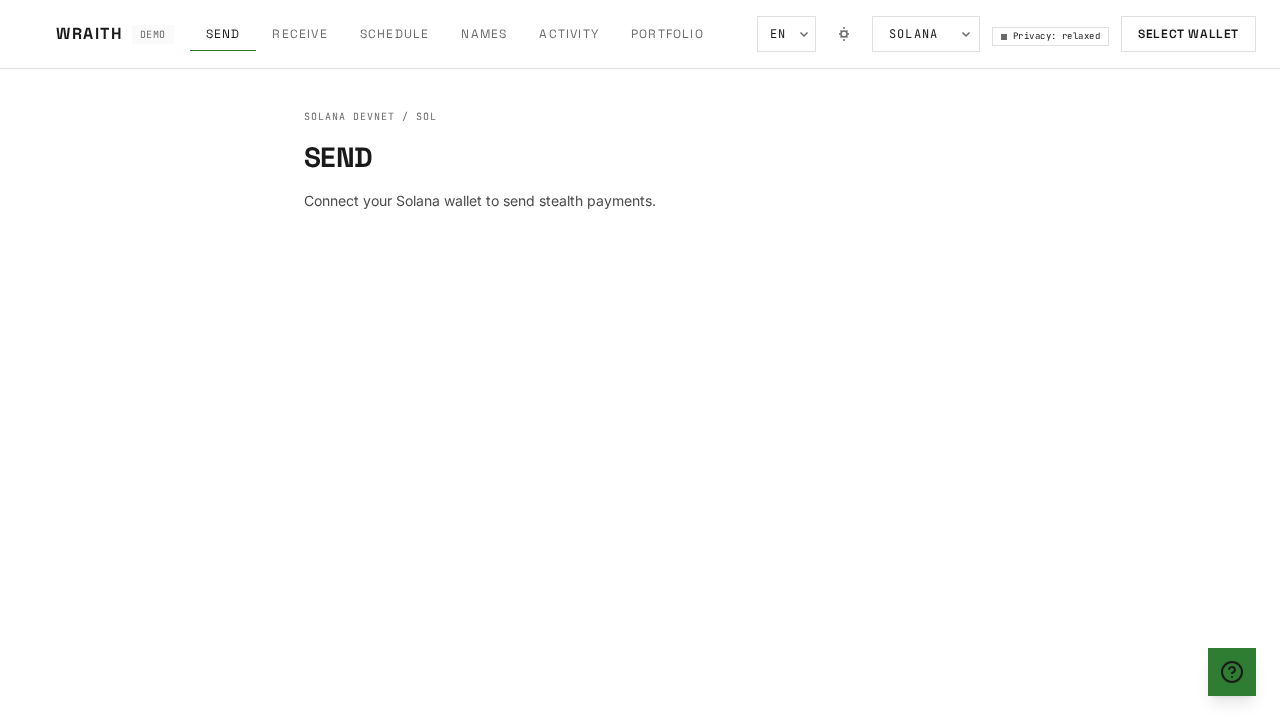 WRAITH DEMO SEND RECEIVE SCHEDULE NAMES ACTIVITY PORTFOLIO EN SOLANA Privacy: relaxed SELECT WALLET
SOLANA DEVNET / SOL
SEND
Connect your Solana wallet to send stealth payments.